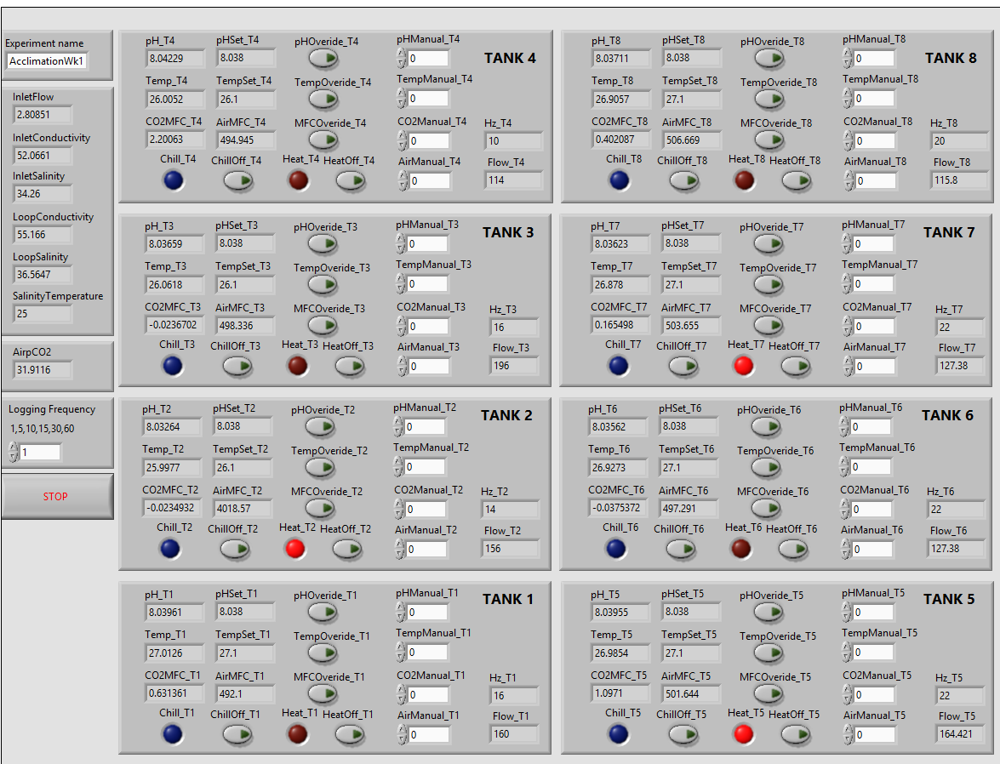 Experiment name
AcclimationWk1
InletFlow
2.80851
InletConductivity
52.0661
InletSalinity
34.26
LoopConductivity
55.166
LoopSalinity
36.5647
SalinityTemperature
25
AirpCO2
31.9116
Logging Frequency
1,5,10,15,30,60
1
STOP
pH_T4 pHSet_T4 pHOveride_T4 pHManual_T4
8.04229 8.038 0 TANK 4
Temp_T4 TempSet_T4 TempOveride_T4 TempManual_T4
26.0052 26.1 0
CO2MFC_T4 AirMFC_T4 MFCOveride_T4 CO2Manual_T4 Hz_T4
2.20063 494.945 0 10
Chill_T4 ChillOff_T4 Heat_T4 HeatOff_T4 AirManual_T4 Flow_T4
0 114
pH_T8 pHSet_T8 pHOveride_T8 pHManual_T8
8.03711 8.038 0 TANK 8
Temp_T8 TempSet_T8 TempOveride_T8 TempManual_T8
26.9057 27.1 0
CO2MFC_T8 AirMFC_T8 MFCOveride_T8 CO2Manual_T8 Hz_T8
0.402087 506.669 0 20
Chill_T8 ChillOff_T8 Heat_T8 HeatOff_T8 AirManual_T8 Flow_T8
0 115.8
pH_T3 pHSet_T3 pHOveride_T3 pHManual_T3
8.03659 8.038 0 TANK 3
Temp_T3 TempSet_T3 TempOveride_T3 TempManual_T3
26.0618 26.1 0
CO2MFC_T3 AirMFC_T3 MFCOveride_T3 CO2Manual_T3 Hz_T3
-0.0236702 498.336 0 16
Chill_T3 ChillOff_T3 Heat_T3 HeatOff_T3 AirManual_T3 Flow_T3
0 196
pH_T7 pHSet_T7 pHOveride_T7 pHManual_T7
8.03623 8.038 0 TANK 7
Temp_T7 TempSet_T7 TempOveride_T7 TempManual_T7
26.878 27.1 0
CO2MFC_T7 AirMFC_T7 MFCOveride_T7 CO2Manual_T7 Hz_T7
0.165498 503.655 0 22
Chill_T7 ChillOff_T7 Heat_T7 HeatOff_T7 AirManual_T7 Flow_T7
0 127.38
pH_T2 pHSet_T2 pHOveride_T2 pHManual_T2
8.03264 8.038 0 TANK 2
Temp_T2 TempSet_T2 TempOveride_T2 TempManual_T2
25.9977 26.1 0
CO2MFC_T2 AirMFC_T2 MFCOveride_T2 CO2Manual_T2 Hz_T2
-0.0234932 4018.57 0 14
Chill_T2 ChillOff_T2 Heat_T2 HeatOff_T2 AirManual_T2 Flow_T2
0 156
pH_T6 pHSet_T6 pHOveride_T6 pHManual_T6
8.03562 8.038 0 TANK 6
Temp_T6 TempSet_T6 TempOveride_T6 TempManual_T6
26.9273 27.1 0
CO2MFC_T6 AirMFC_T6 MFCOveride_T6 CO2Manual_T6 Hz_T6
-0.0375372 497.291 0 22
Chill_T6 ChillOff_T6 Heat_T6 HeatOff_T6 AirManual_T6 Flow_T6
0 127.38
pH_T1 pHSet_T1 pHOveride_T1 pHManual_T1
8.03961 8.038 0 TANK 1
Temp_T1 TempSet_T1 TempOveride_T1 TempManual_T1
27.0126 27.1 0
CO2MFC_T1 AirMFC_T1 MFCOveride_T1 CO2Manual_T1 Hz_T1
0.631361 492.1 0 16
Chill_T1 ChillOff_T1 Heat_T1 HeatOff_T1 AirManual_T1 Flow_T1
0 160
pH_T5 pHSet_T5 pHOveride_T5 pHManual_T5
8.03955 8.038 0 TANK 5
Temp_T5 TempSet_T5 TempOveride_T5 TempManual_T5
26.9854 27.1 0
CO2MFC_T5 AirMFC_T5 MFCOveride_T5 CO2Manual_T5 Hz_T5
1.0971 501.644 0 22
Chill_T5 ChillOff_T5 Heat_T5 HeatOff_T5 AirManual_T5 Flow_T5
0 164.421